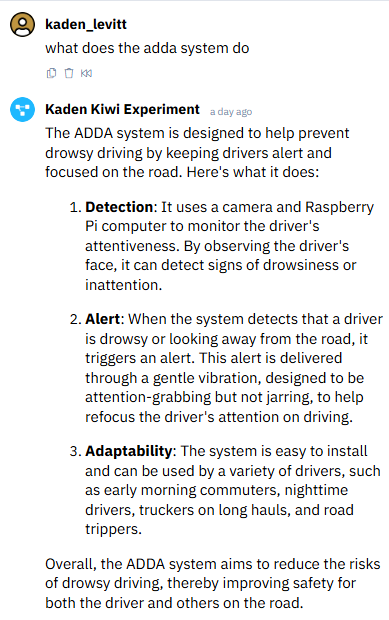 kaden_levitt
what does the adda system do
Kaden Kiwi Experiment a day ago
The ADDA system is designed to help prevent
drowsy driving by keeping drivers alert and
focused on the road. Here's what it does:
1. Detection: It uses a camera and Raspberry
Pi computer to monitor the driver's
attentiveness. By observing the driver's
face, it can detect signs of drowsiness or
inattention.
2. Alert: When the system detects that a driver
is drowsy or looking away from the road, it
triggers an alert. This alert is delivered
through a gentle vibration, designed to be
attention-grabbing but not jarring, to help
refocus the driver's attention on driving.
3. Adaptability: The system is easy to install
and can be used by a variety of drivers, such
as early morning commuters, nighttime
drivers, truckers on long hauls, and road
trippers.
Overall, the ADDA system aims to reduce the risks
of drowsy driving, thereby improving safety for
both the driver and others on the road.